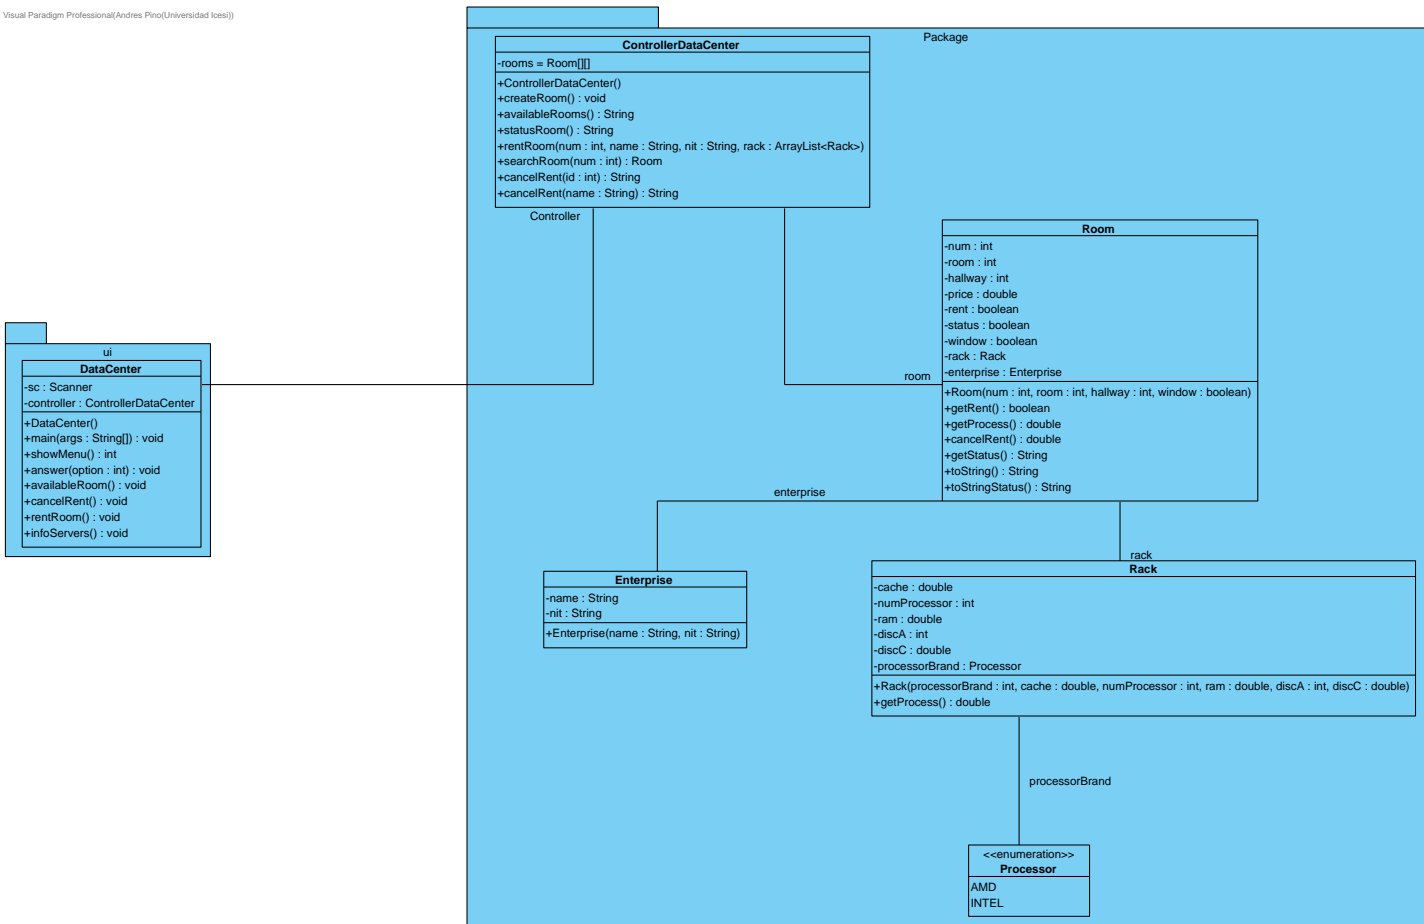 Visual Paradigm Professional(Andres Pino(Universidad Icesi))
Package
ControllerDataCenter
-rooms = Room[][]
+ControllerDataCenter()
+createRoom() : void
+availableRooms() : String
+statusRoom() : String
+rentRoom(num : int, name : String, nit : String, rack : ArrayList<Rack>)
+searchRoom(num : int) : Room
+cancelRent(id : int) : String
+cancelRent(name : String) : String
Controller
room
Room
-num : int
-room : int
-hallway : int
-price : double
-rent : boolean
-status : boolean
-window : boolean
-rack : Rack
-enterprise : Enterprise
+Room(num : int, room : int, hallway : int, window : boolean)
+getRent() : boolean
+getProcess() : double
+cancelRent() : double
+getStatus() : String
+toString() : String
+toStringStatus() : String
ui
DataCenter
-sc : Scanner
-controller : ControllerDataCenter
+DataCenter()
+main(args : String[]) : void
+showMenu() : int
+answer(option : int) : void
+availableRoom() : void
+cancelRent() : void
+rentRoom() : void
+infoServers() : void
enterprise
rack
Enterprise
-name : String
-nit : String
+Enterprise(name : String, nit : String)
Rack
-cache : double
-numProcessor : int
-ram : double
-discA : int
-discC : double
-processorBrand : Processor
+Rack(processorBrand : int, cache : double, numProcessor : int, ram : double, discA : int, discC : double)
+getProcess() : double
processorBrand
<<enumeration>>
Processor
AMD
INTEL